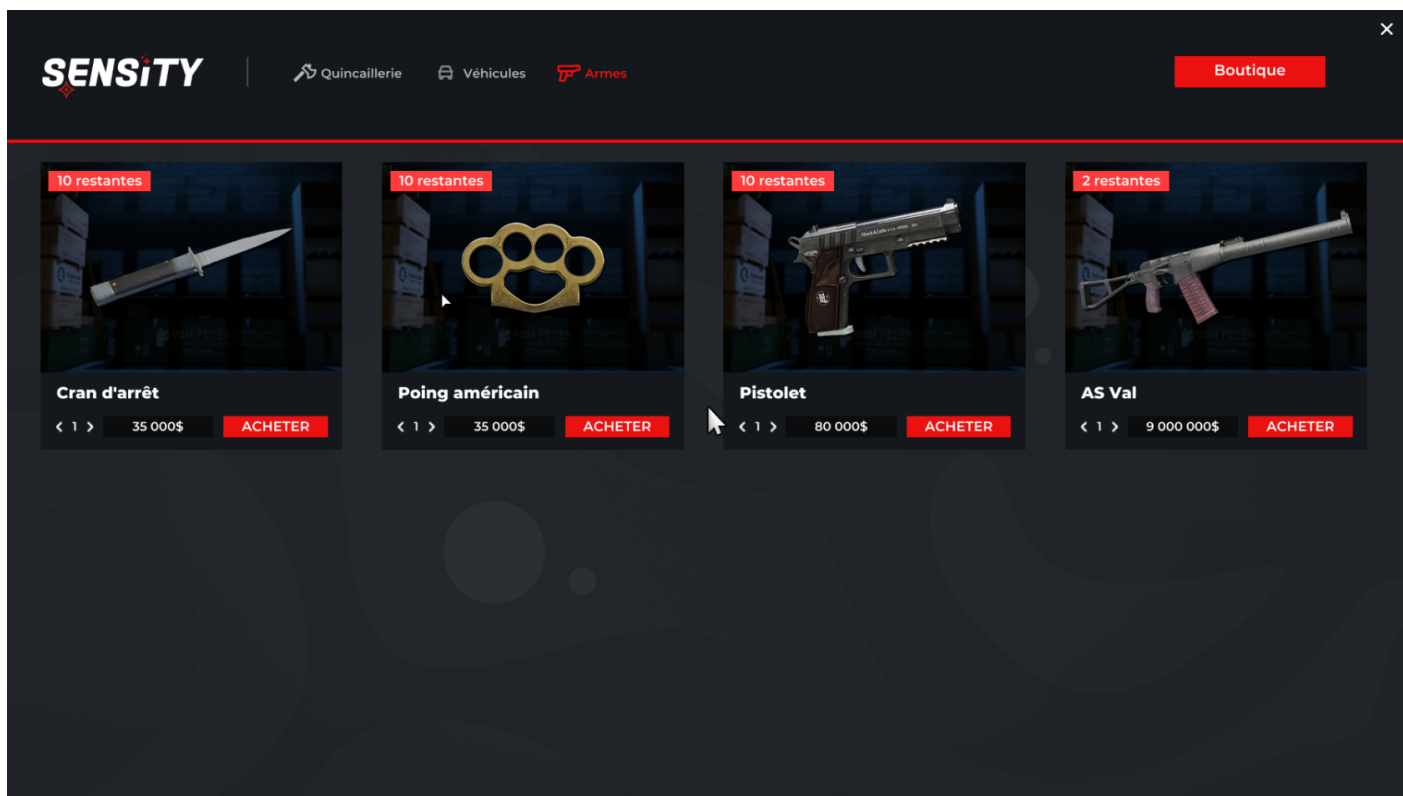 SENSiTY
Quincaillerie
Véhicules
Armes
Boutique
10 restantes
10 restantes
10 restantes
2 restantes
Cran d'arrêt
Poing américain
Pistolet
AS Val
1 35 000$ ACHETER
1 35 000$ ACHETER
1 80 000$ ACHETER
1 9 000 000$ ACHETER